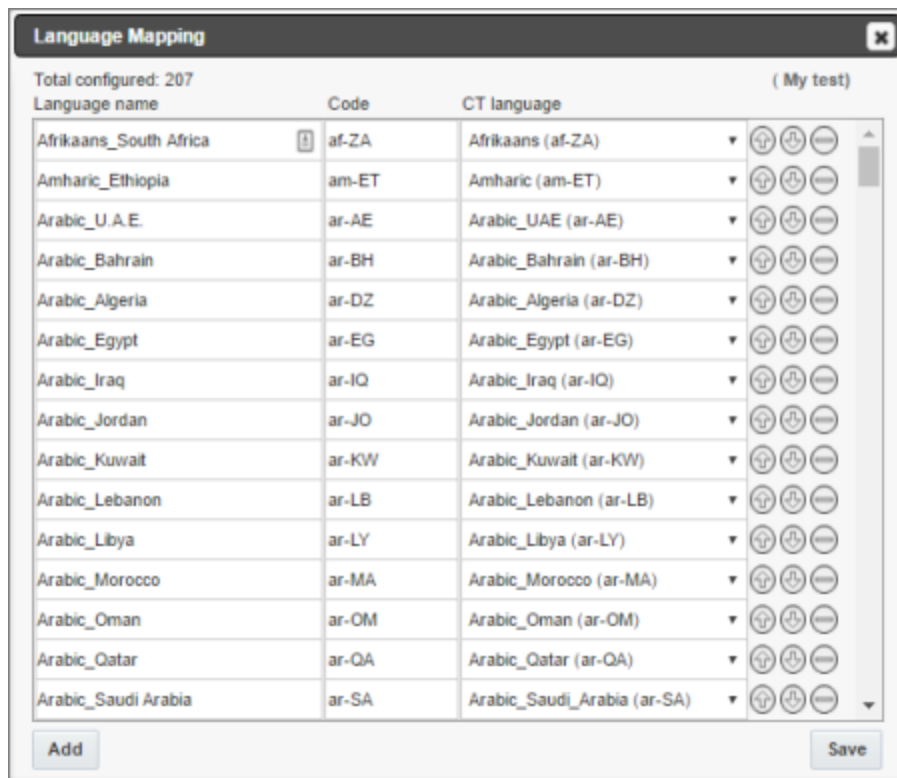 Language Mapping
Total configured: 207 ( My test)
Language name Code CT language
Afrikaans_South Africa af-ZA Afrikaans (af-ZA)
Amharic_Ethiopia am-ET Amharic (am-ET)
Arabic_U.A.E. ar-AE Arabic_UAE (ar-AE)
Arabic_Bahrain ar-BH Arabic_Bahrain (ar-BH)
Arabic_Algeria ar-DZ Arabic_Algeria (ar-DZ)
Arabic_Egypt ar-EG Arabic_Egypt (ar-EG)
Arabic_Iraq ar-IQ Arabic_Iraq (ar-IQ)
Arabic_Jordan ar-JO Arabic_Jordan (ar-JO)
Arabic_Kuwait ar-KW Arabic_Kuwait (ar-KW)
Arabic_Lebanon ar-LB Arabic_Lebanon (ar-LB)
Arabic_Libya ar-LY Arabic_Libya (ar-LY)
Arabic_Morocco ar-MA Arabic_Morocco (ar-MA)
Arabic_Oman ar-OM Arabic_Oman (ar-OM)
Arabic_Qatar ar-QA Arabic_Qatar (ar-QA)
Arabic_Saudi Arabia ar-SA Arabic_Saudi_Arabia (ar-SA)
Add Save